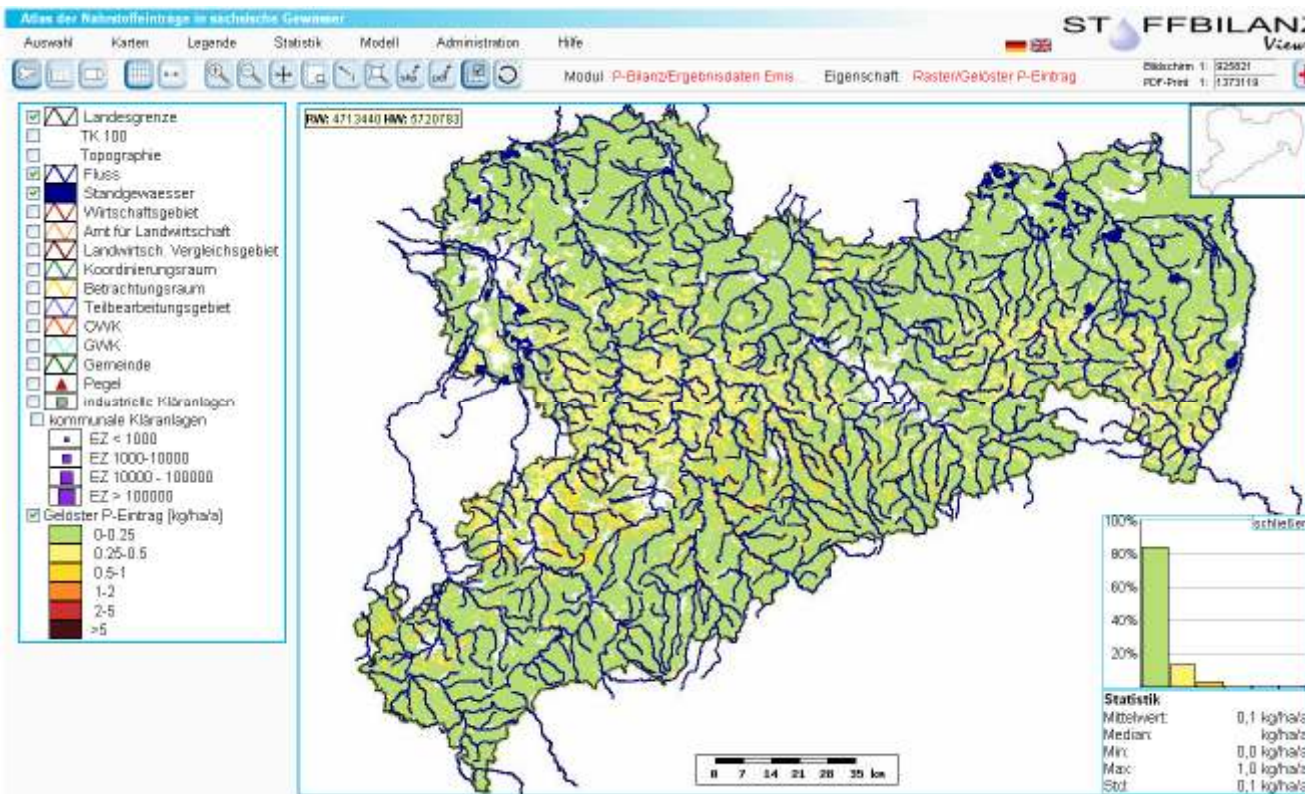 Atlas der Nährstoffeinträge in sächsische Gewässer
STOFFBILANZ
View
Auswahl Karten Legende Statistik Modell Administration Hilfe
Modul P-Bilanz/Ergebnisdaten Emis... Eigenschaft Raster/Gelöster P-Eintrag
Bildschirm 1: 925821
PDF-Print 1: 1373119
RW: 4713440 HW: 5720783
Landesgrenze
TK 100
Topographie
Fluss
Standgewaesser
Wirtschaftsgebiet
Amt für Landwirtschaft
Landwirtsch. Vergleichsgebiet
Koordinierungsraum
Betrachtungsraum
Teilbearbeitungsgebiet
OWK
GWK
Gemeinde
Pegel
industrielle Kläranlagen
kommunale Kläranlagen
EZ < 1000
EZ 1000-10000
EZ 10000 - 100000
EZ > 100000
Gelöster P-Eintrag [kg/ha/a]
0-0.25
0.25-0.5
0.5-1
1-2
2-5
>5
0 7 14 21 28 35 km
schließen
100%
80%
60%
40%
20%
Statistik
Mittelwert: 0,1 kg/ha/a
Median: kg/ha/a
Min: 0,0 kg/ha/a
Max: 1,0 kg/ha/a
Std: 0,1 kg/ha/a